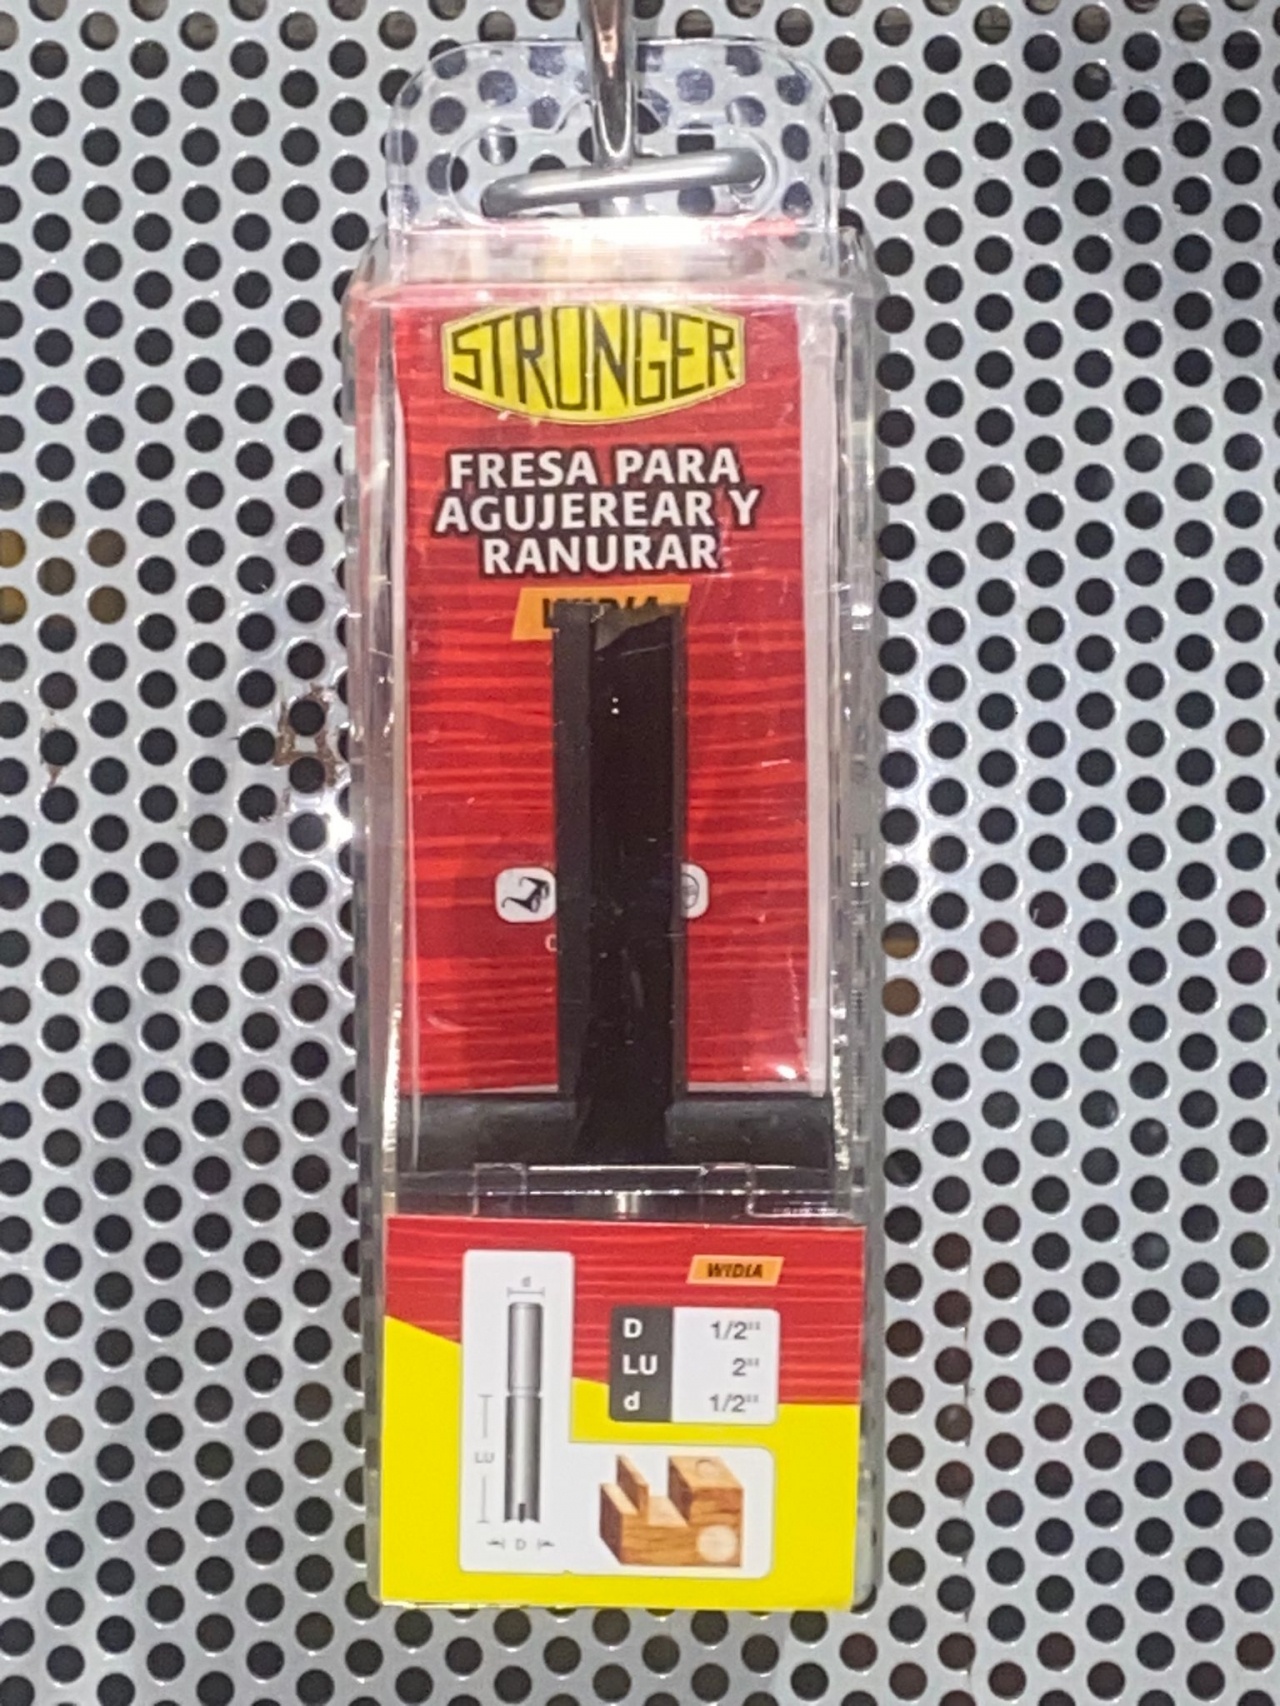 STRONGER
FRESA PARA
AGUJEREAR Y
RANURAR
WIDIA
d
D 1/2"
LU 2"
d 1/2"
LU
D